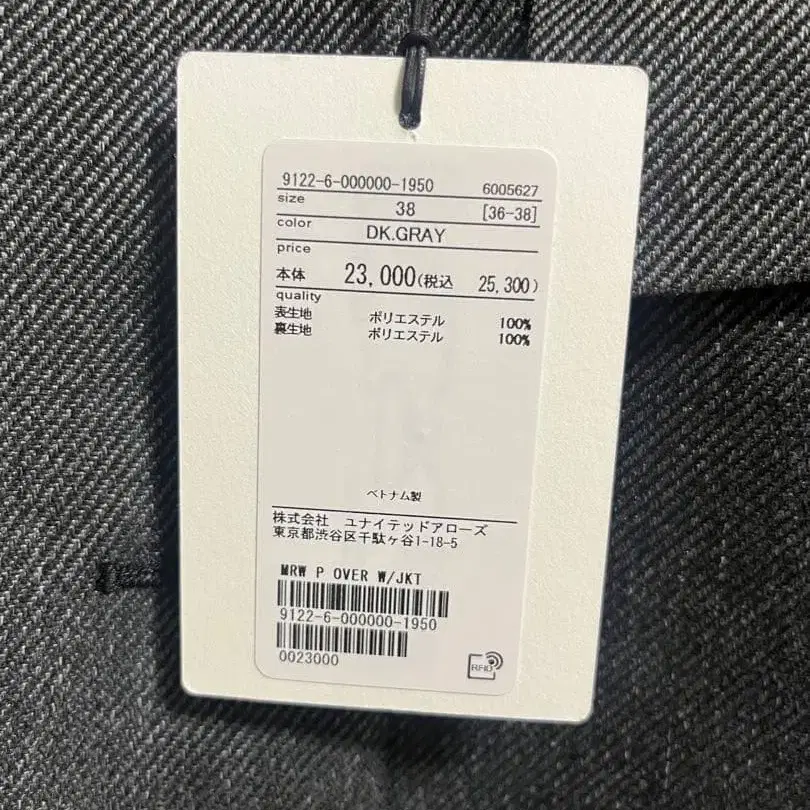 9122-6-000000-1950 6005627
size 38 [36-38]
color DK.GRAY
price
本体 23,000(税込 25,300)
quality
表生地 ポリエステル 100%
裏生地 ポリエステル 100%
ベトナム製
株式会社 ユナイテッドアローズ
東京都渋谷区千駄ヶ谷1-18-5
MRW P OVER W/JKT
9122-6-000000-1950
0023000
RFID